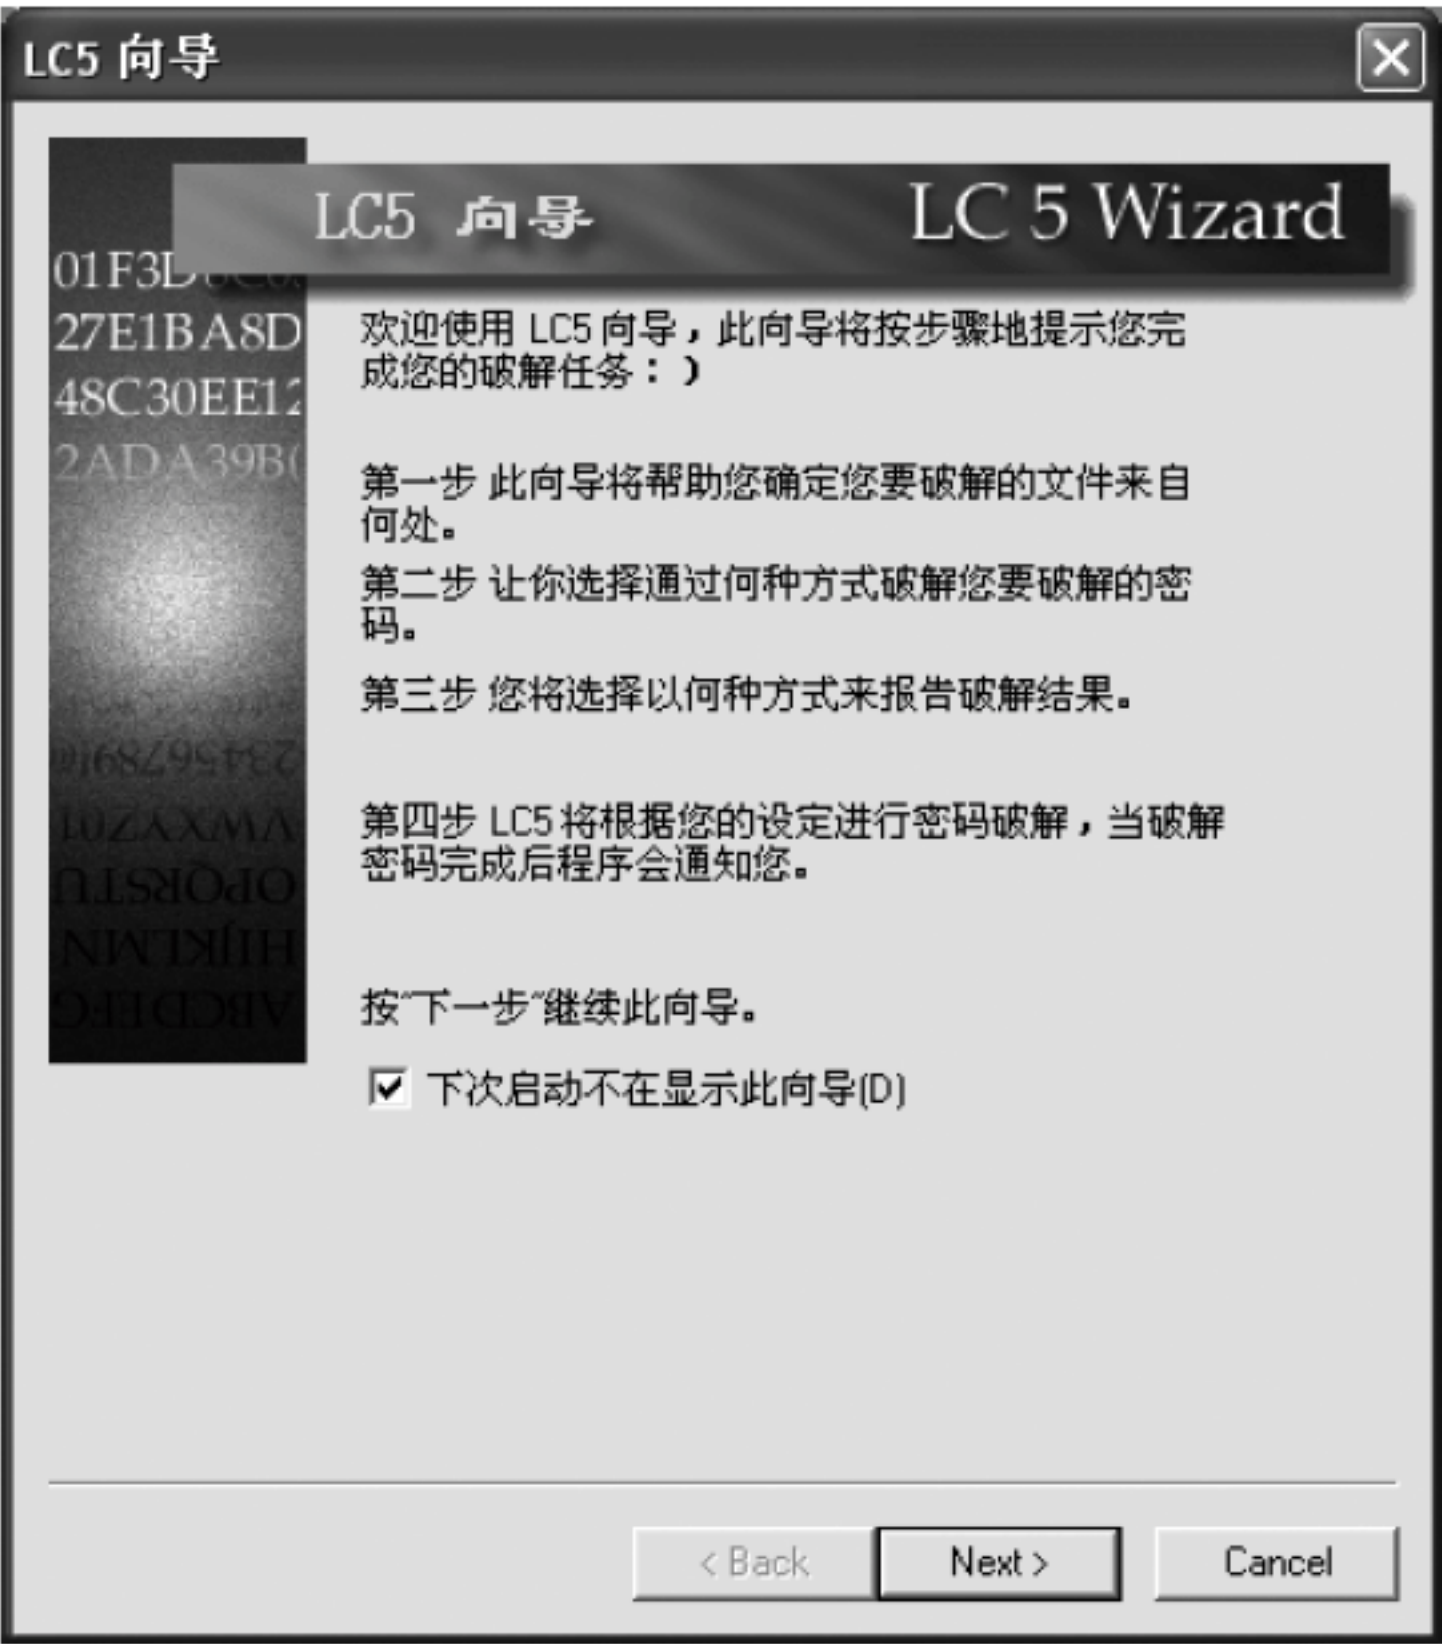 LC5 向导
LC5 向导 LC 5 Wizard
27E1BA8D
48C30EE12
2ADA39B(
欢迎使用 LC5 向导，此向导将按步骤地提示您完
成您的破解任务：）
第一步 此向导将帮助您确定您要破解的文件来自
何处。
第二步 让你选择通过何种方式破解您要破解的密
码。
第三步 您将选择以何种方式来报告破解结果。
23456789!@
VWXYZ01
OPQRSTU
HIJKLMN
ABCDEFG
第四步 LC5 将根据您的设定进行密码破解，当破解
密码完成后程序会通知您。
按"下一步"继续此向导。
下次启动不在显示此向导(D)
< Back Next > Cancel